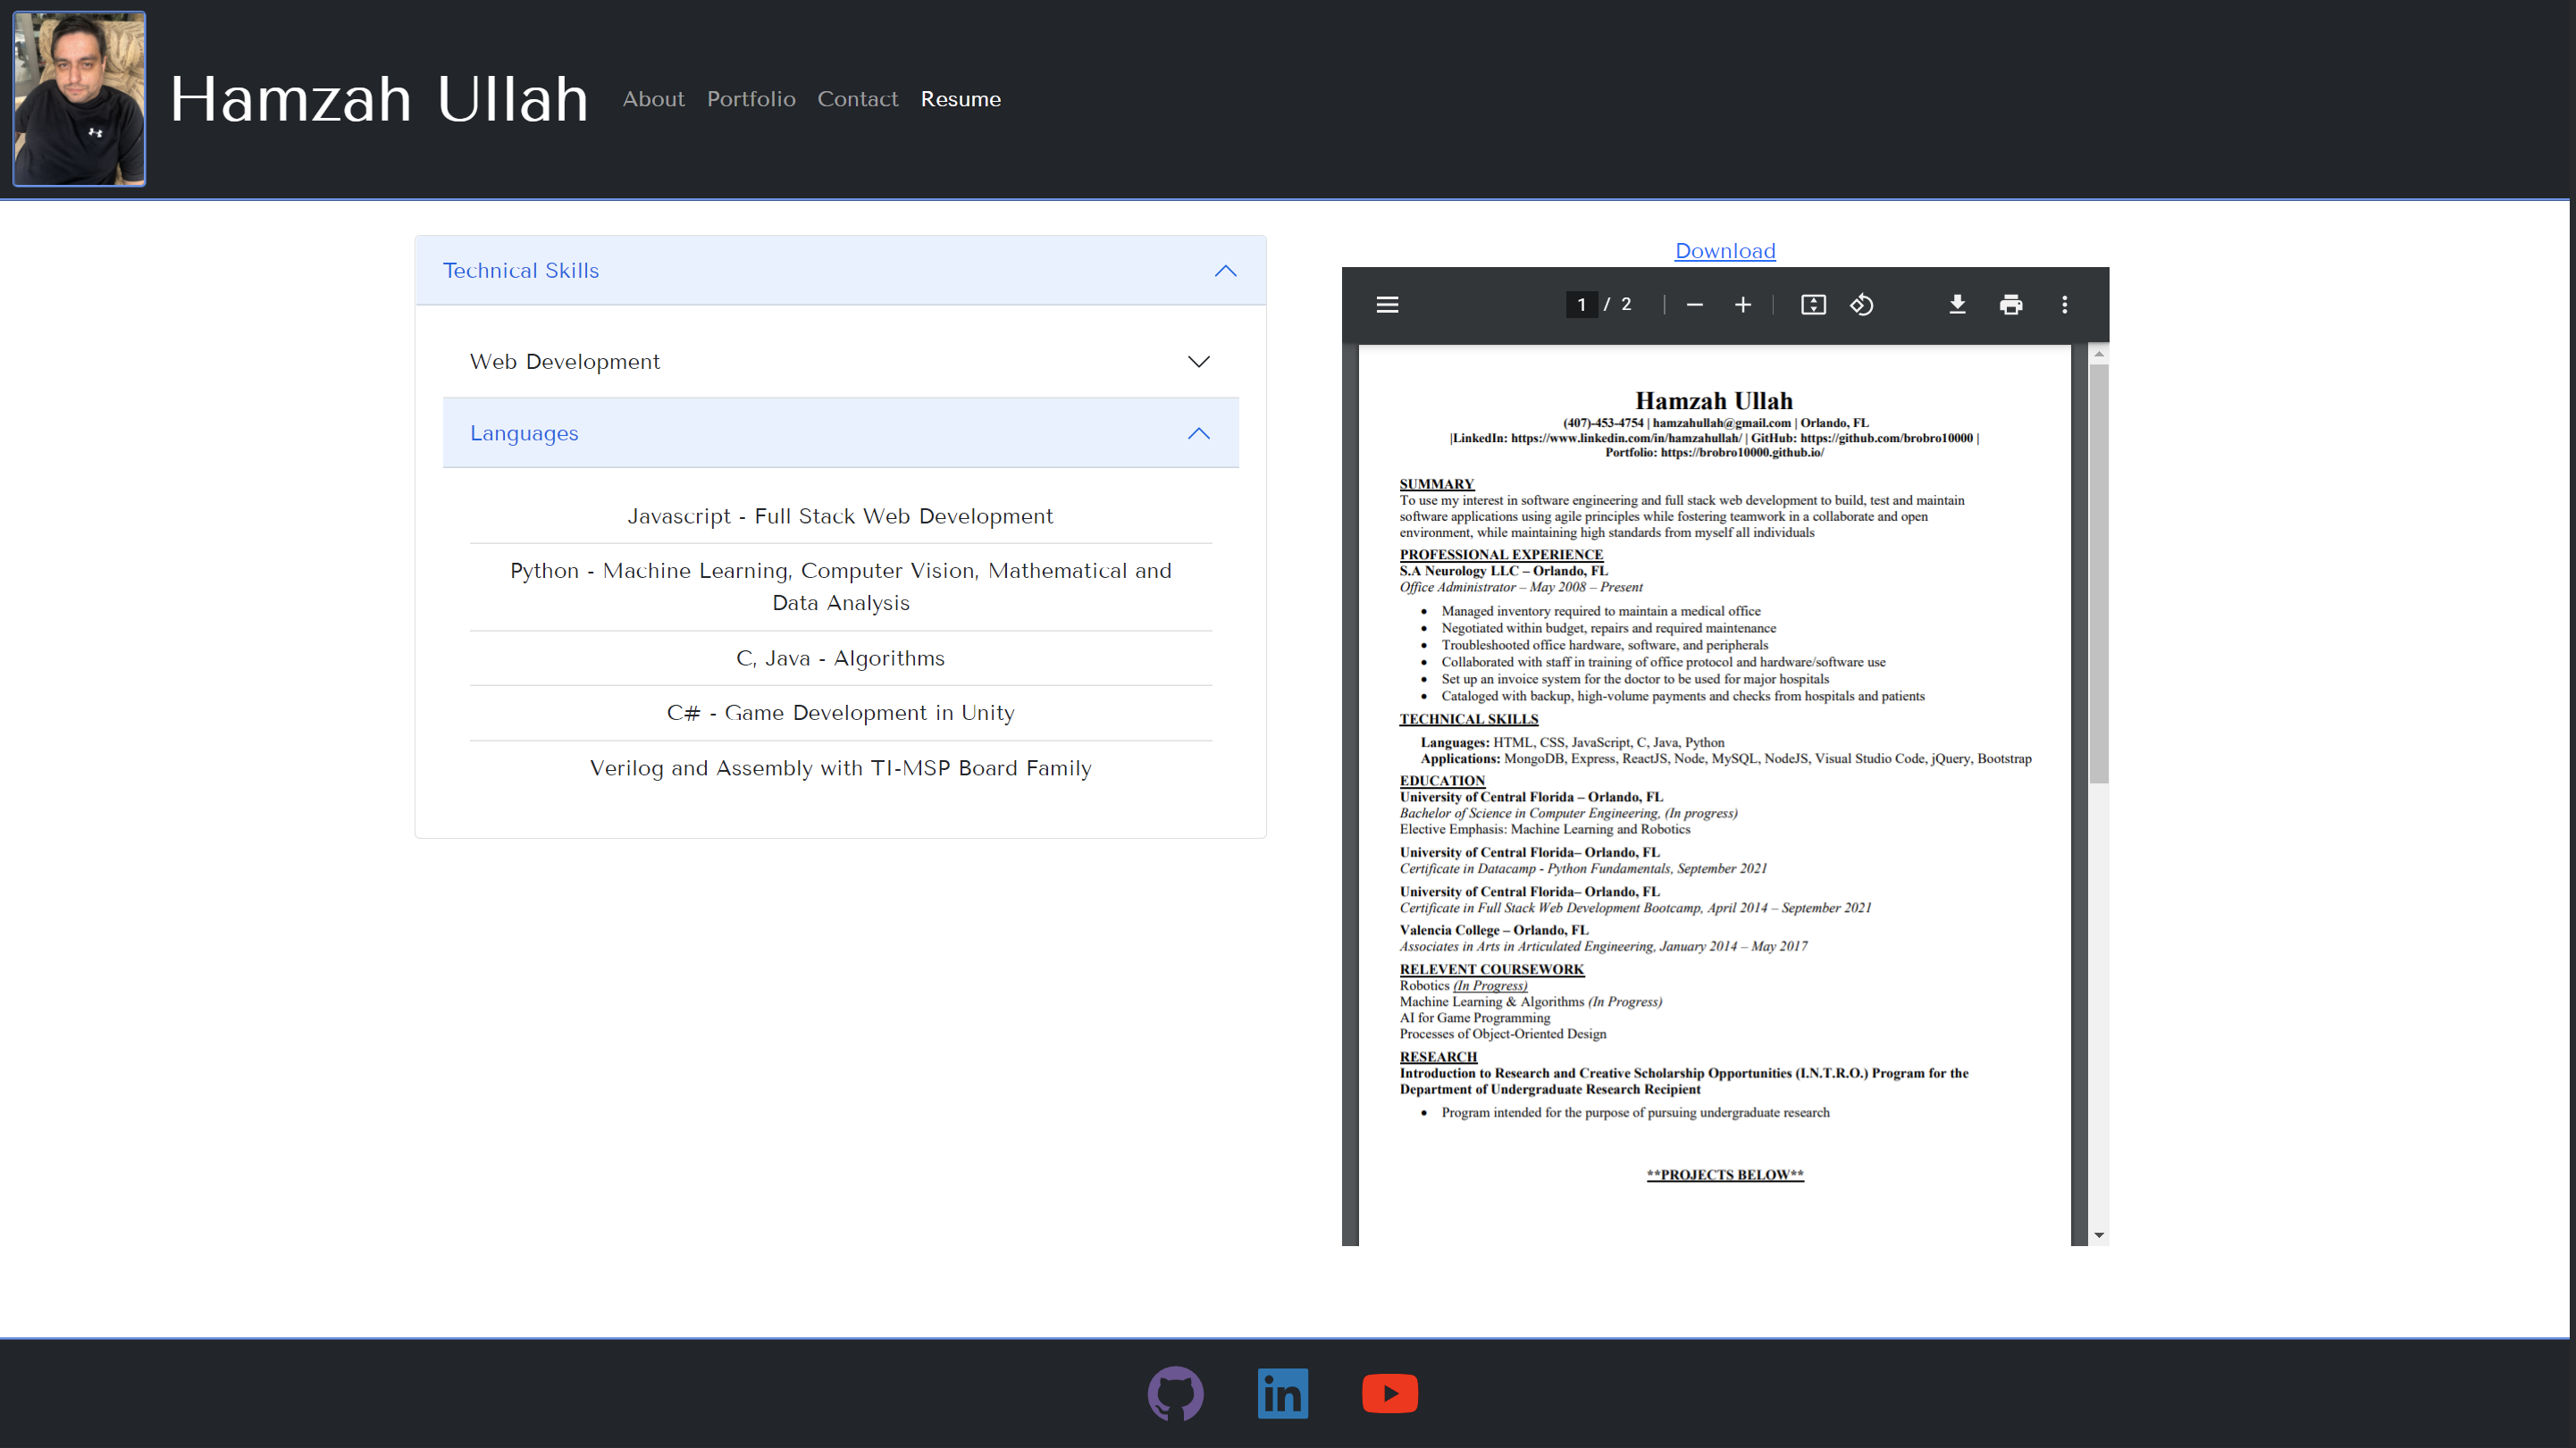 Hamzah Ullah
About Portfolio Contact Resume
Technical Skills
Web Development
Languages
Javascript - Full Stack Web Development
Python - Machine Learning, Computer Vision, Mathematical and
Data Analysis
C, Java - Algorithms
C# - Game Development in Unity
Verilog and Assembly with TI-MSP Board Family
Download
1 / 2
Hamzah Ullah
(407)-453-4754 | hamzahullah@gmail.com | Orlando, FL
|LinkedIn: https://www.linkedin.com/in/hamzahullah/ | GitHub: https://github.com/brobro10000 |
Portfolio: https://brobro10000.github.io/
SUMMARY
To use my interest in software engineering and full stack web development to build, test and maintain
software applications using agile principles while fostering teamwork in a collaborate and open
environment, while maintaining high standards from myself all individuals
PROFESSIONAL EXPERIENCE
S.A Neurology LLC – Orlando, FL
Office Administrator – May 2008 – Present
• Managed inventory required to maintain a medical office
• Negotiated within budget, repairs and required maintenance
• Troubleshooted office hardware, software, and peripherals
• Collaborated with staff in training of office protocol and hardware/software use
• Set up an invoice system for the doctor to be used for major hospitals
• Cataloged with backup, high-volume payments and checks from hospitals and patients
TECHNICAL SKILLS
Languages: HTML, CSS, JavaScript, C, Java, Python
Applications: MongoDB, Express, ReactJS, Node, MySQL, NodeJS, Visual Studio Code, jQuery, Bootstrap
EDUCATION
University of Central Florida – Orlando, FL
Bachelor of Science in Computer Engineering, (In progress)
Elective Emphasis: Machine Learning and Robotics
University of Central Florida– Orlando, FL
Certificate in Datacamp - Python Fundamentals, September 2021
University of Central Florida– Orlando, FL
Certificate in Full Stack Web Development Bootcamp, April 2014 – September 2021
Valencia College – Orlando, FL
Associates in Arts in Articulated Engineering, January 2014 – May 2017
RELEVENT COURSEWORK
Robotics (In Progress)
Machine Learning & Algorithms (In Progress)
AI for Game Programming
Processes of Object-Oriented Design
RESEARCH
Introduction to Research and Creative Scholarship Opportunities (I.N.T.R.O.) Program for the
Department of Undergraduate Research Recipient
• Program intended for the purpose of pursuing undergraduate research
**PROJECTS BELOW**
in